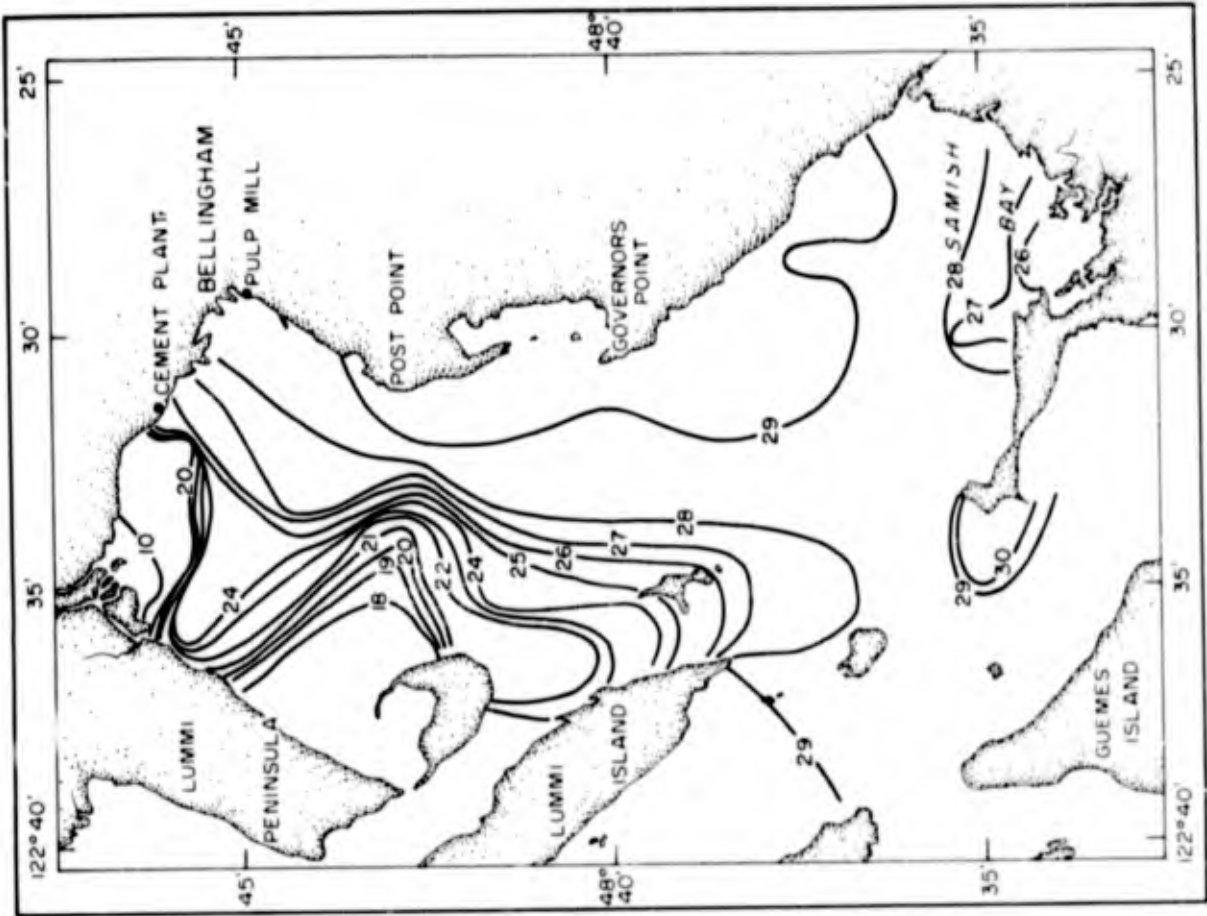 122°40' 35' 30' 25'
10
CEMENT PLANT
LUMMI
20
BELLINGHAM
45' 45'
24
PULP MILL
PENINSULA
18 19 20 21
POST POINT
22
24
25
LUMMI
26
48°
40'
48°
40'
ISLAND
27
GOVERNORS
POINT
28
29
29
28 SAMISH
29
27
35' 35'
30
BAY
26
GUEMES
ISLAND
122°40' 35' 30' 25'